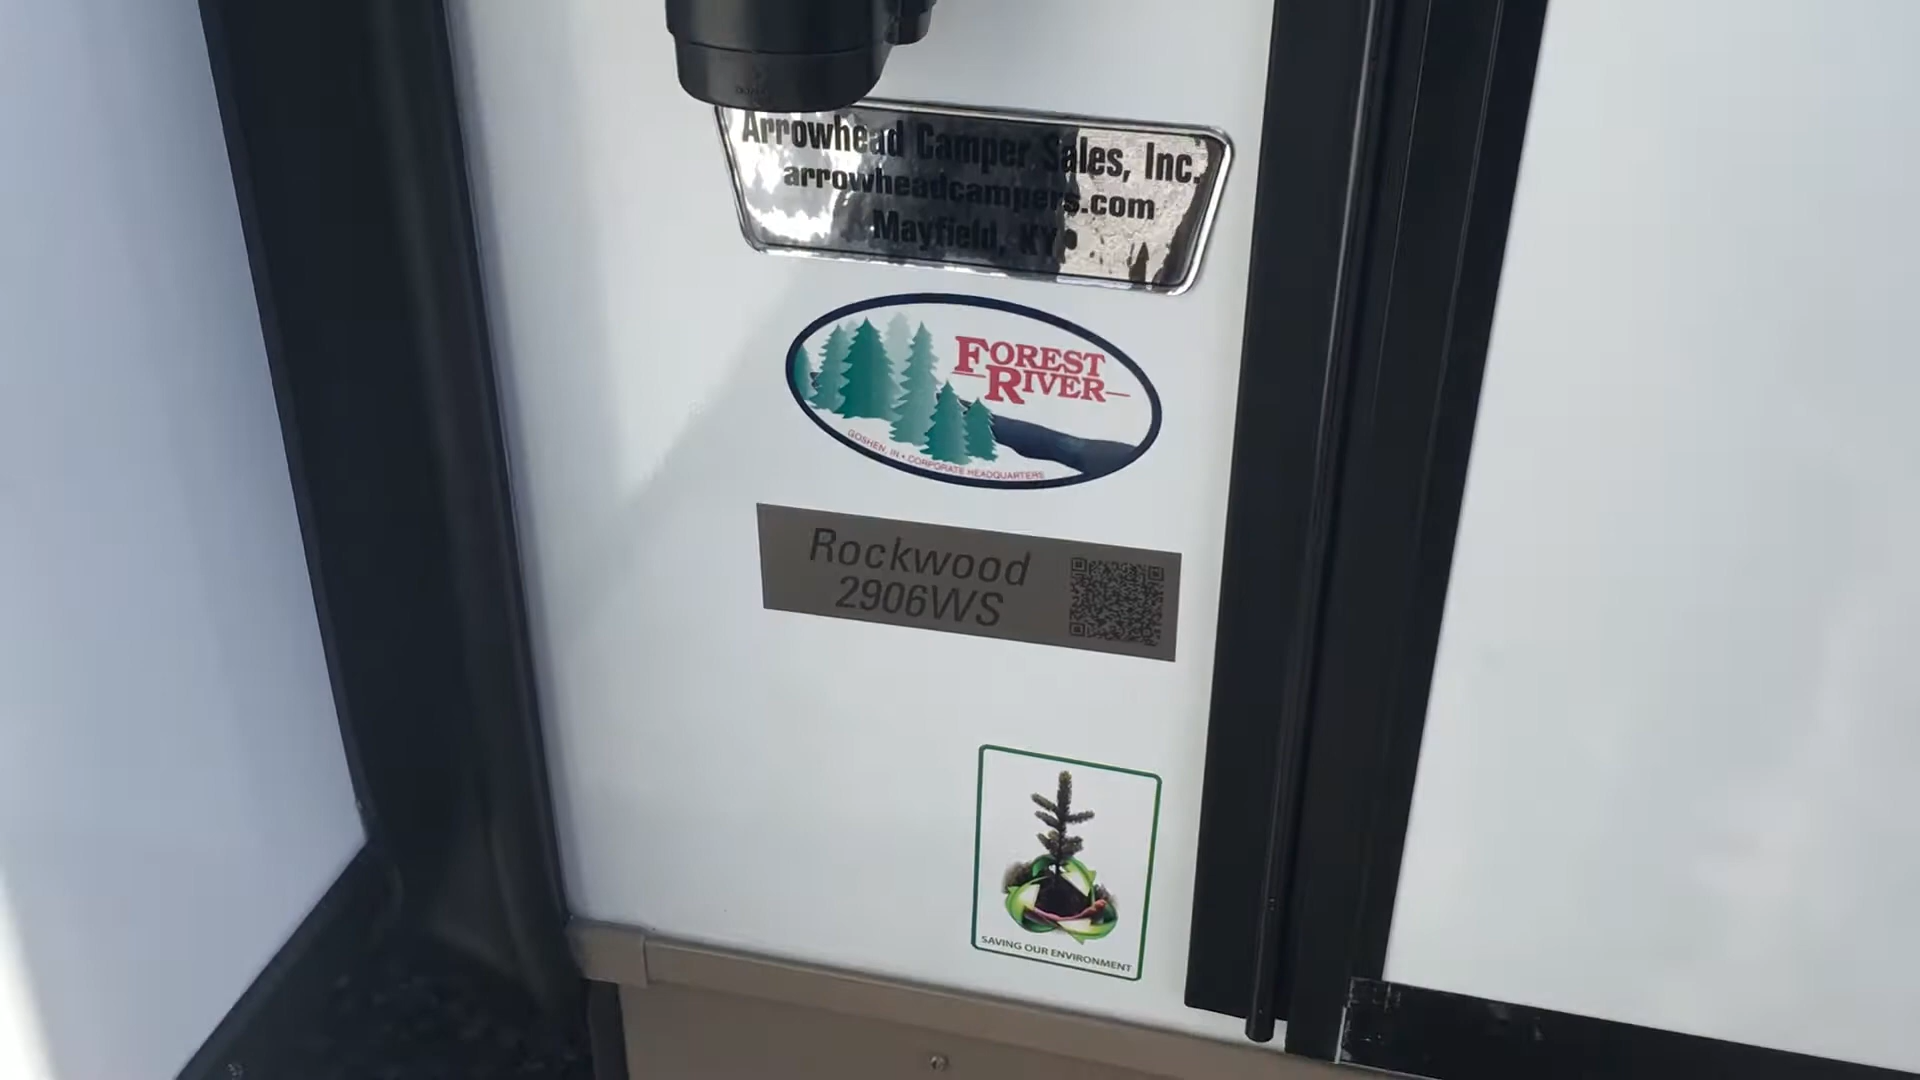 Arrowhead Camper Sales, Inc.
arrowheadcampers.com
Mayfield, KY
FOREST
RIVER
GOSHEN, IN • CORPORATE HEADQUARTERS
Rockwood
2906WS
SAVING OUR ENVIRONMENT